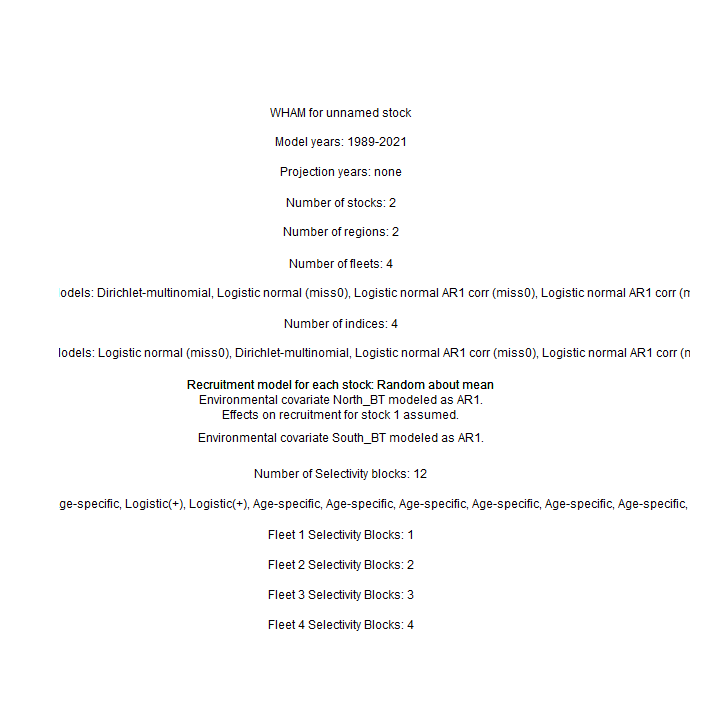 WHAM for unnamed stock
Model years: 1989-2021
Projection years: none
Number of stocks: 2
Number of regions: 2
Number of fleets: 4
odels: Dirichlet-multinomial, Logistic normal (miss0), Logistic normal AR1 corr (miss0), Logistic normal AR1 corr (m
Number of indices: 4
lodels: Logistic normal (miss0), Dirichlet-multinomial, Logistic normal AR1 corr (miss0), Logistic normal AR1 corr (n
Recruitment model for each stock: Random about mean
Environmental covariate North_BT modeled as AR1.
Effects on recruitment for stock 1 assumed.
Environmental covariate South_BT modeled as AR1.
Number of Selectivity blocks: 12
ge-specific, Logistic(+), Logistic(+), Age-specific, Age-specific, Age-specific, Age-specific, Age-specific, Age-specific,
Fleet 1 Selectivity Blocks: 1
Fleet 2 Selectivity Blocks: 2
Fleet 3 Selectivity Blocks: 3
Fleet 4 Selectivity Blocks: 4